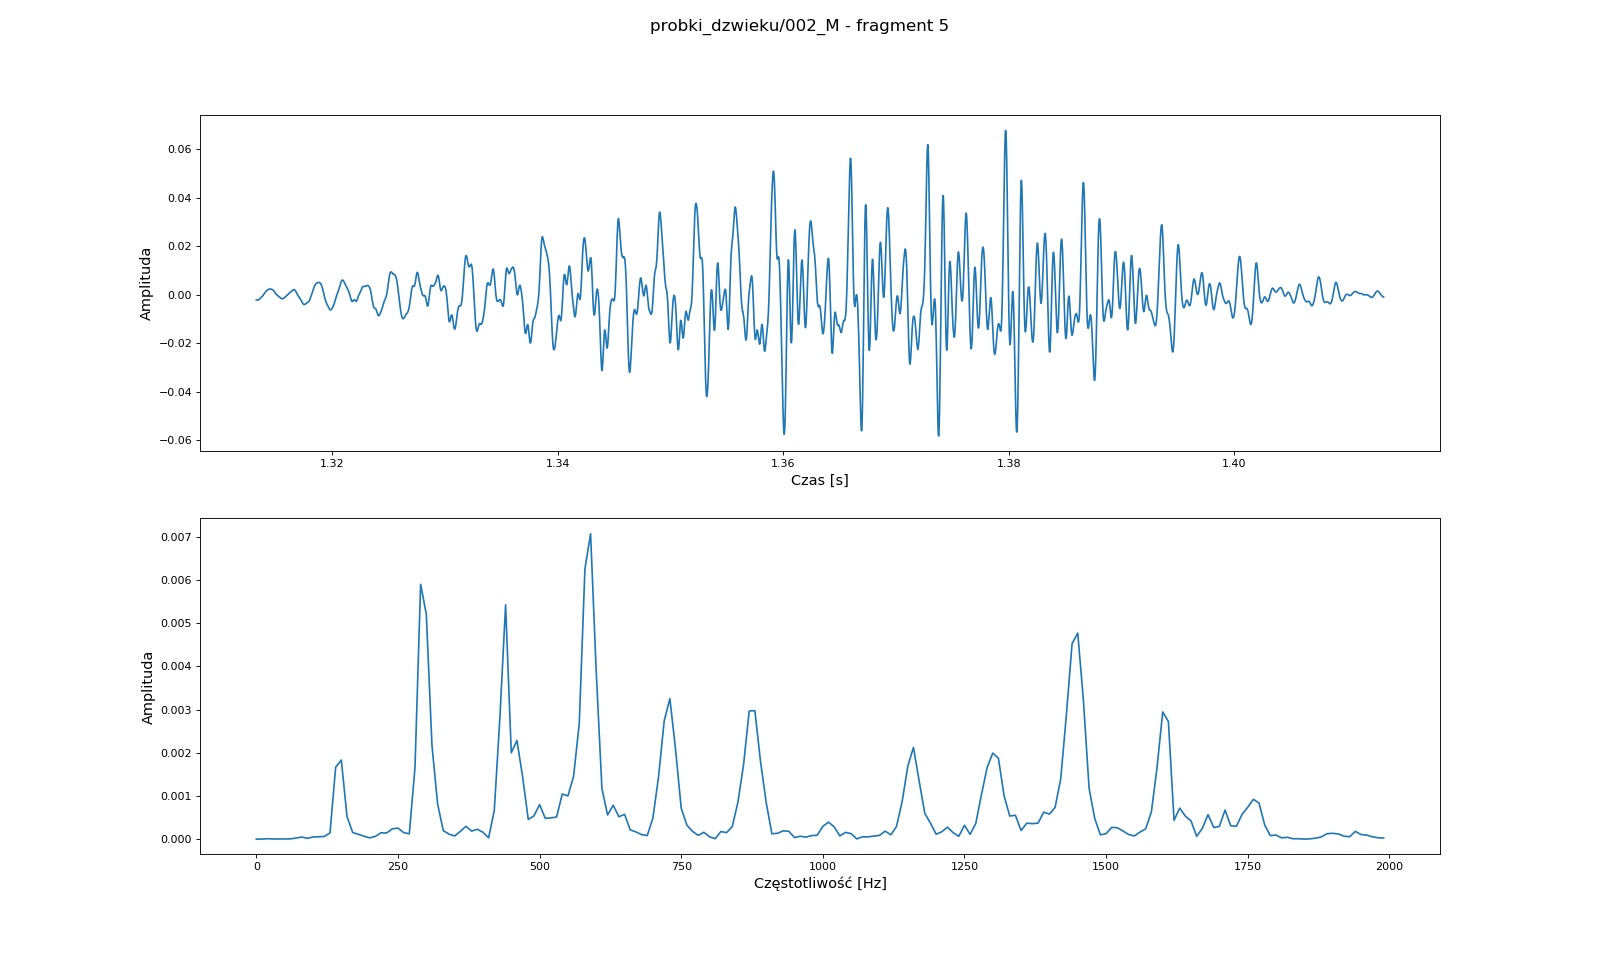 probki_dzwieku/002_M - fragment 5
Amplituda
0.06
0.04
0.02
0.00
−0.02
−0.04
−0.06
1.32 1.34 1.36 1.38 1.40
Czas [s]
Amplituda
0.007
0.006
0.005
0.004
0.003
0.002
0.001
0.000
0 250 500 750 1000 1250 1500 1750 2000
Częstotliwość [Hz]